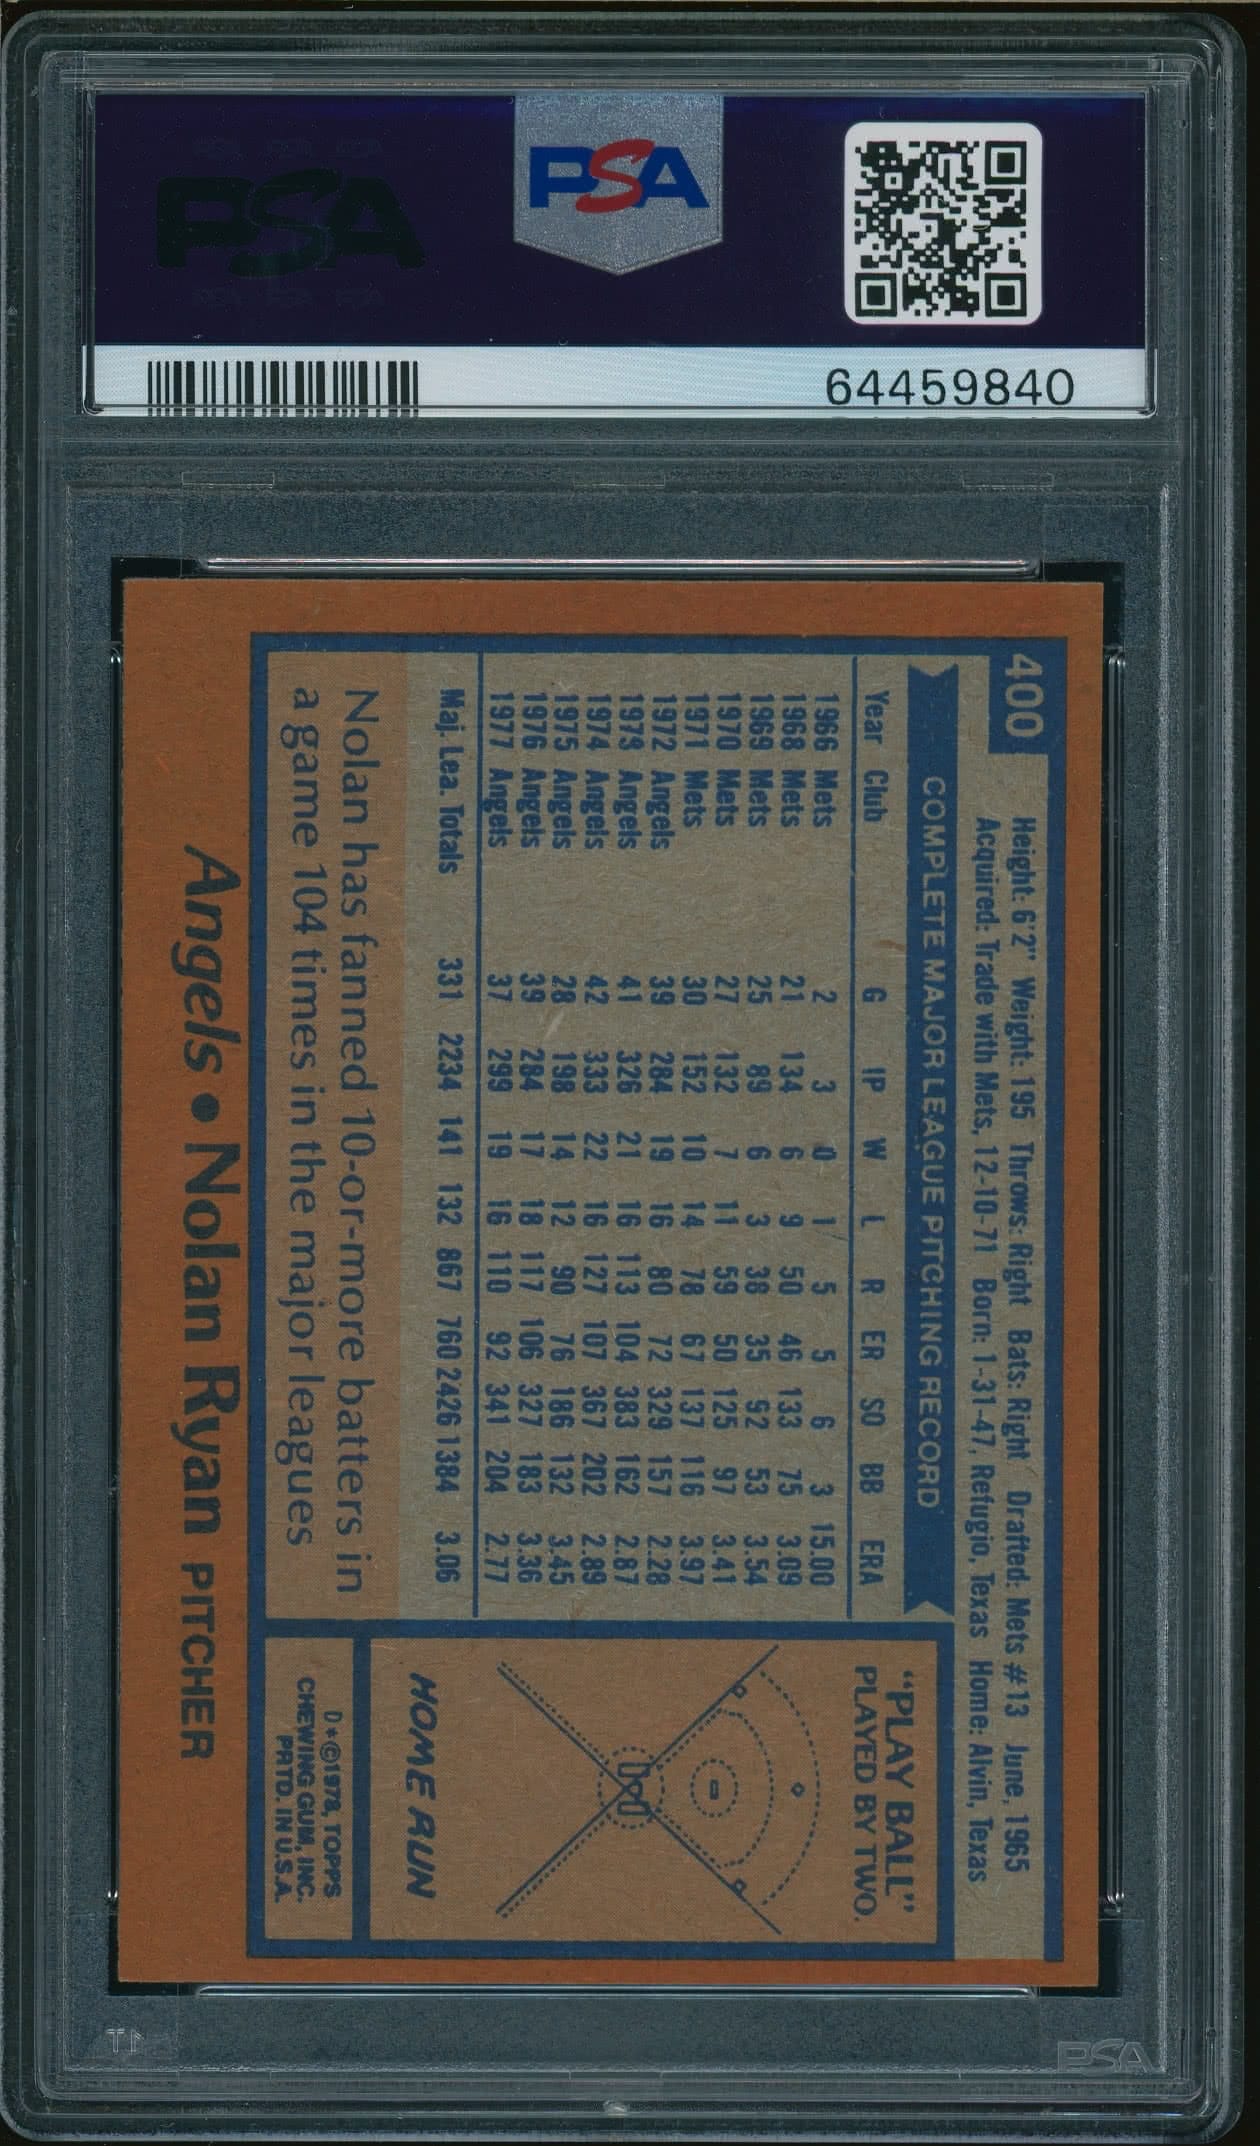 PSA
PSA
64459840
400
Height: 6'2" Weight: 195 Throws: Right Bats: Right Drafted: Mets #13 June, 1965
Acquired: Trade with Mets, 12-10-71 Born: 1-31-47, Refugio, Texas Home: Alvin, Texas
COMPLETE MAJOR LEAGUE PITCHING RECORD
Year Club G IP W L R ER SO BB ERA
1966 Mets 2 3 0 1 5 5 6 3 15.00
1968 Mets 21 134 6 9 50 46 133 75 3.09
1969 Mets 25 89 6 3 38 35 92 53 3.54
1970 Mets 27 132 7 11 59 50 125 97 3.41
1971 Mets 30 152 10 14 78 67 137 116 3.97
1972 Angels 39 284 19 16 80 72 329 157 2.28
1973 Angels 41 326 21 16 113 104 383 162 2.87
1974 Angels 42 333 22 16 127 107 367 202 2.89
1975 Angels 28 198 14 12 90 76 186 132 3.45
1976 Angels 39 284 17 18 117 106 327 183 3.36
1977 Angels 37 299 19 16 110 92 341 204 2.77
Maj. Lea. Totals 331 2234 141 132 867 760 2426 1384 3.06
Nolan has fanned 10-or-more batters in
a game 104 times in the major leagues
"PLAY BALL"
PLAYED BY TWO.
HOME RUN
D*©1978, TOPPS
CHEWING GUM, INC.
PRTD. IN U.S.A.
Angels • Nolan Ryan PITCHER
PSA